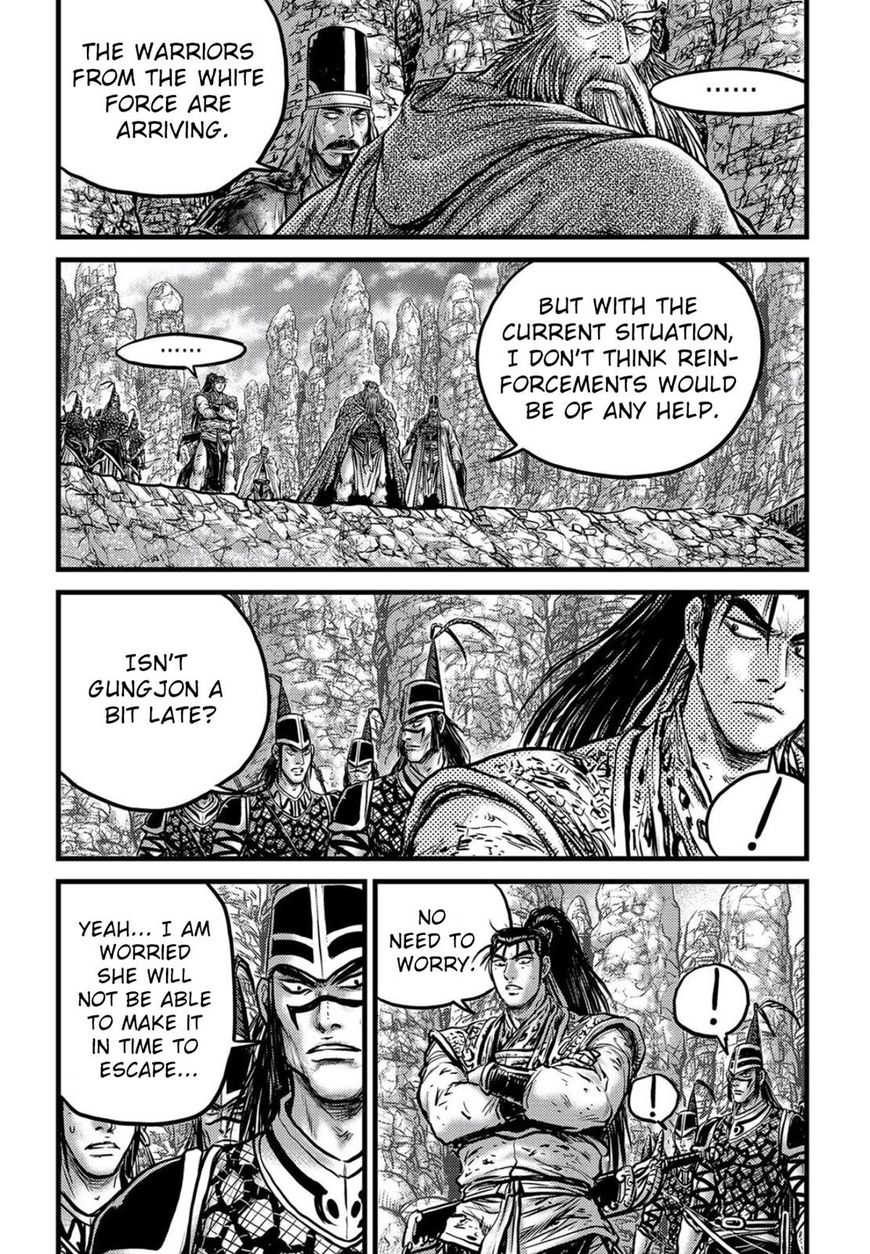 THE WARRIORS
FROM THE WHITE
FORCE ARE
ARRIVING.
......
......
BUT WITH THE
CURRENT SITUATION,
I DON'T THINK REIN-
FORCEMENTS WOULD
BE OF ANY HELP.
ISN'T
GUNGJON A
BIT LATE?
!
YEAH... I AM
WORRIED
SHE WILL
NOT BE ABLE
TO MAKE IT
IN TIME TO
ESCAPE...
NO
NEED TO
WORRY.
!
!